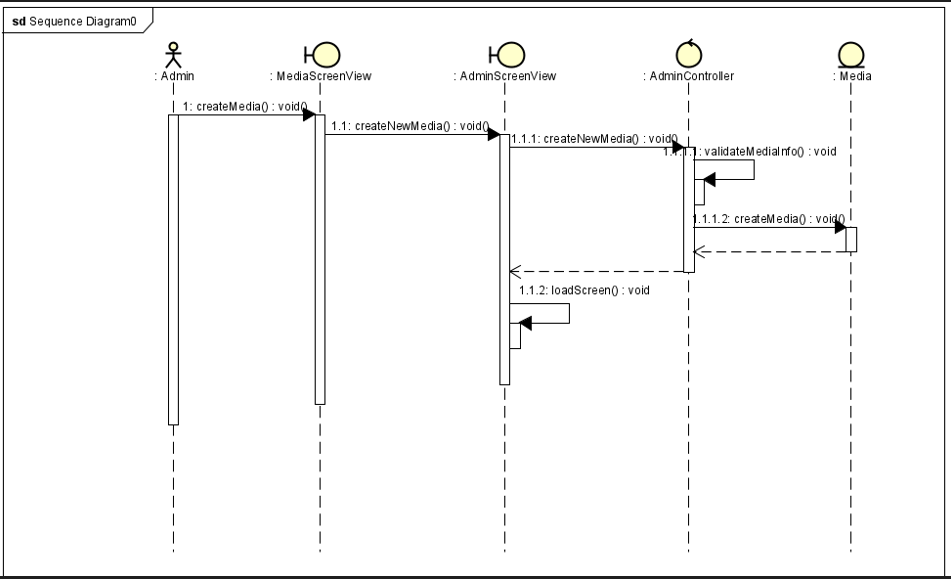 sd Sequence Diagram0
: Admin
: MediaScreenView
: AdminScreenView
: AdminController
: Media
1: createMedia() : void()
1.1: createNewMedia() : void()
1.1.1: createNewMedia() : void()
1.1.1.1: validateMediaInfo() : void
1.1.1.2: createMedia() : void()
1.1.2: loadScreen() : void